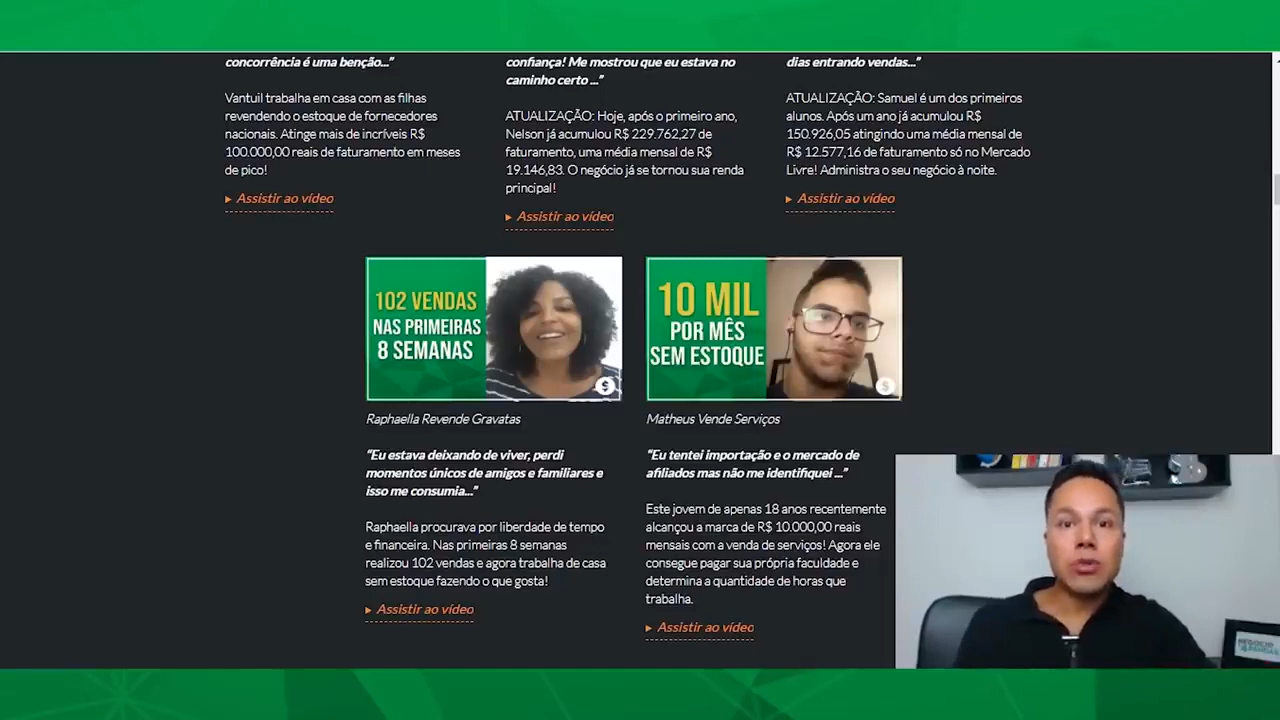 concorrência é uma benção...”
Vantuil trabalha em casa com as filhas
revendendo o estoque de fornecedores
nacionais. Atinge mais de incríveis R$
100.000,00 reais de faturamento em meses
de pico!
▸ Assistir ao vídeo
confiança! Me mostrou que eu estava no
caminho certo ...”
ATUALIZAÇÃO: Hoje, após o primeiro ano,
Nelson já acumulou R$ 229.762,27 de
faturamento, uma média mensal de R$
19.146,83. O negócio já se tornou sua renda
principal!
▸ Assistir ao vídeo
dias entrando vendas...”
ATUALIZAÇÃO: Samuel é um dos primeiros
alunos. Após um ano já acumulou R$
150.926,05 atingindo uma média mensal de
R$ 12.577,16 de faturamento só no Mercado
Livre! Administra o seu negócio à noite.
▸ Assistir ao vídeo
102 VENDAS
NAS PRIMEIRAS
8 SEMANAS
$
Raphaella Revende Gravatas
“Eu estava deixando de viver, perdi
momentos únicos de amigos e familiares e
isso me consumia...”
Raphaella procurava por liberdade de tempo
e financeira. Nas primeiras 8 semanas
realizou 102 vendas e agora trabalha de casa
sem estoque fazendo o que gosta!
▸ Assistir ao vídeo
10 MIL
POR MÊS
SEM ESTOQUE
$
Matheus Vende Serviços
“Eu tentei importação e o mercado de
afiliados mas não me identifiquei ...”
Este jovem de apenas 18 anos recentemente
alcançou a marca de R$ 10.000,00 reais
mensais com a venda de serviços! Agora ele
consegue pagar sua própria faculdade e
determina a quantidade de horas que
trabalha.
▸ Assistir ao vídeo
NEGÓCIO